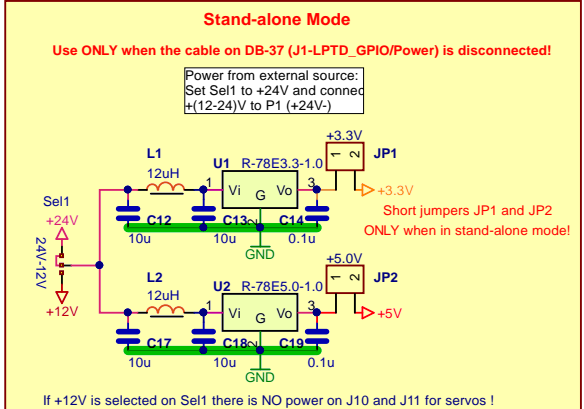 Stand-alone Mode
Use ONLY when the cable on DB-37 (J1-LPTD_GPIO/Power) is disconnected!
Power from external source:
Set Sel1 to +24V and connec
+(12-24)V to P1 (+24V-)
+3.3V
L1
U1 R-78E3.3-1.0
1 2
JP1
12uH
1
Vi Vo
3
G
+3.3V
Sel1
+24V
2
C12 C13 C14
10u 10u 0.1u
GND
Short jumpers JP1 and JP2
ONLY when in stand-alone mode!
24V-12V
+12V
+5.0V
L2
U2 R-78E5.0-1.0
1 2
JP2
12uH
1
Vi Vo
3
G
+5V
2
C17 C18 C19
10u 10u 0.1u
GND
If +12V is selected on Sel1 there is NO power on J10 and J11 for servos !